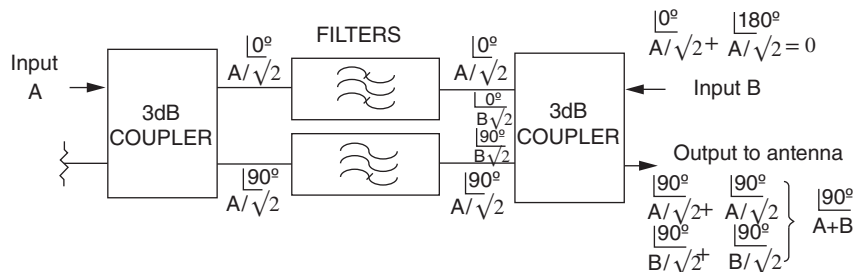 FILTERS
Input
A
3dB
COUPLER
0º
A/√2
90º
A/√2
0º
A/√2
0º
B√2
90º
B√2
90º
A/√2
3dB
COUPLER
0º 180º
A/√2 + A/√2 = 0
Input B
Output to antenna
90º 90º
A/√2 + A/√2
90º 90º
B/√2 + B/√2
90º
A+B